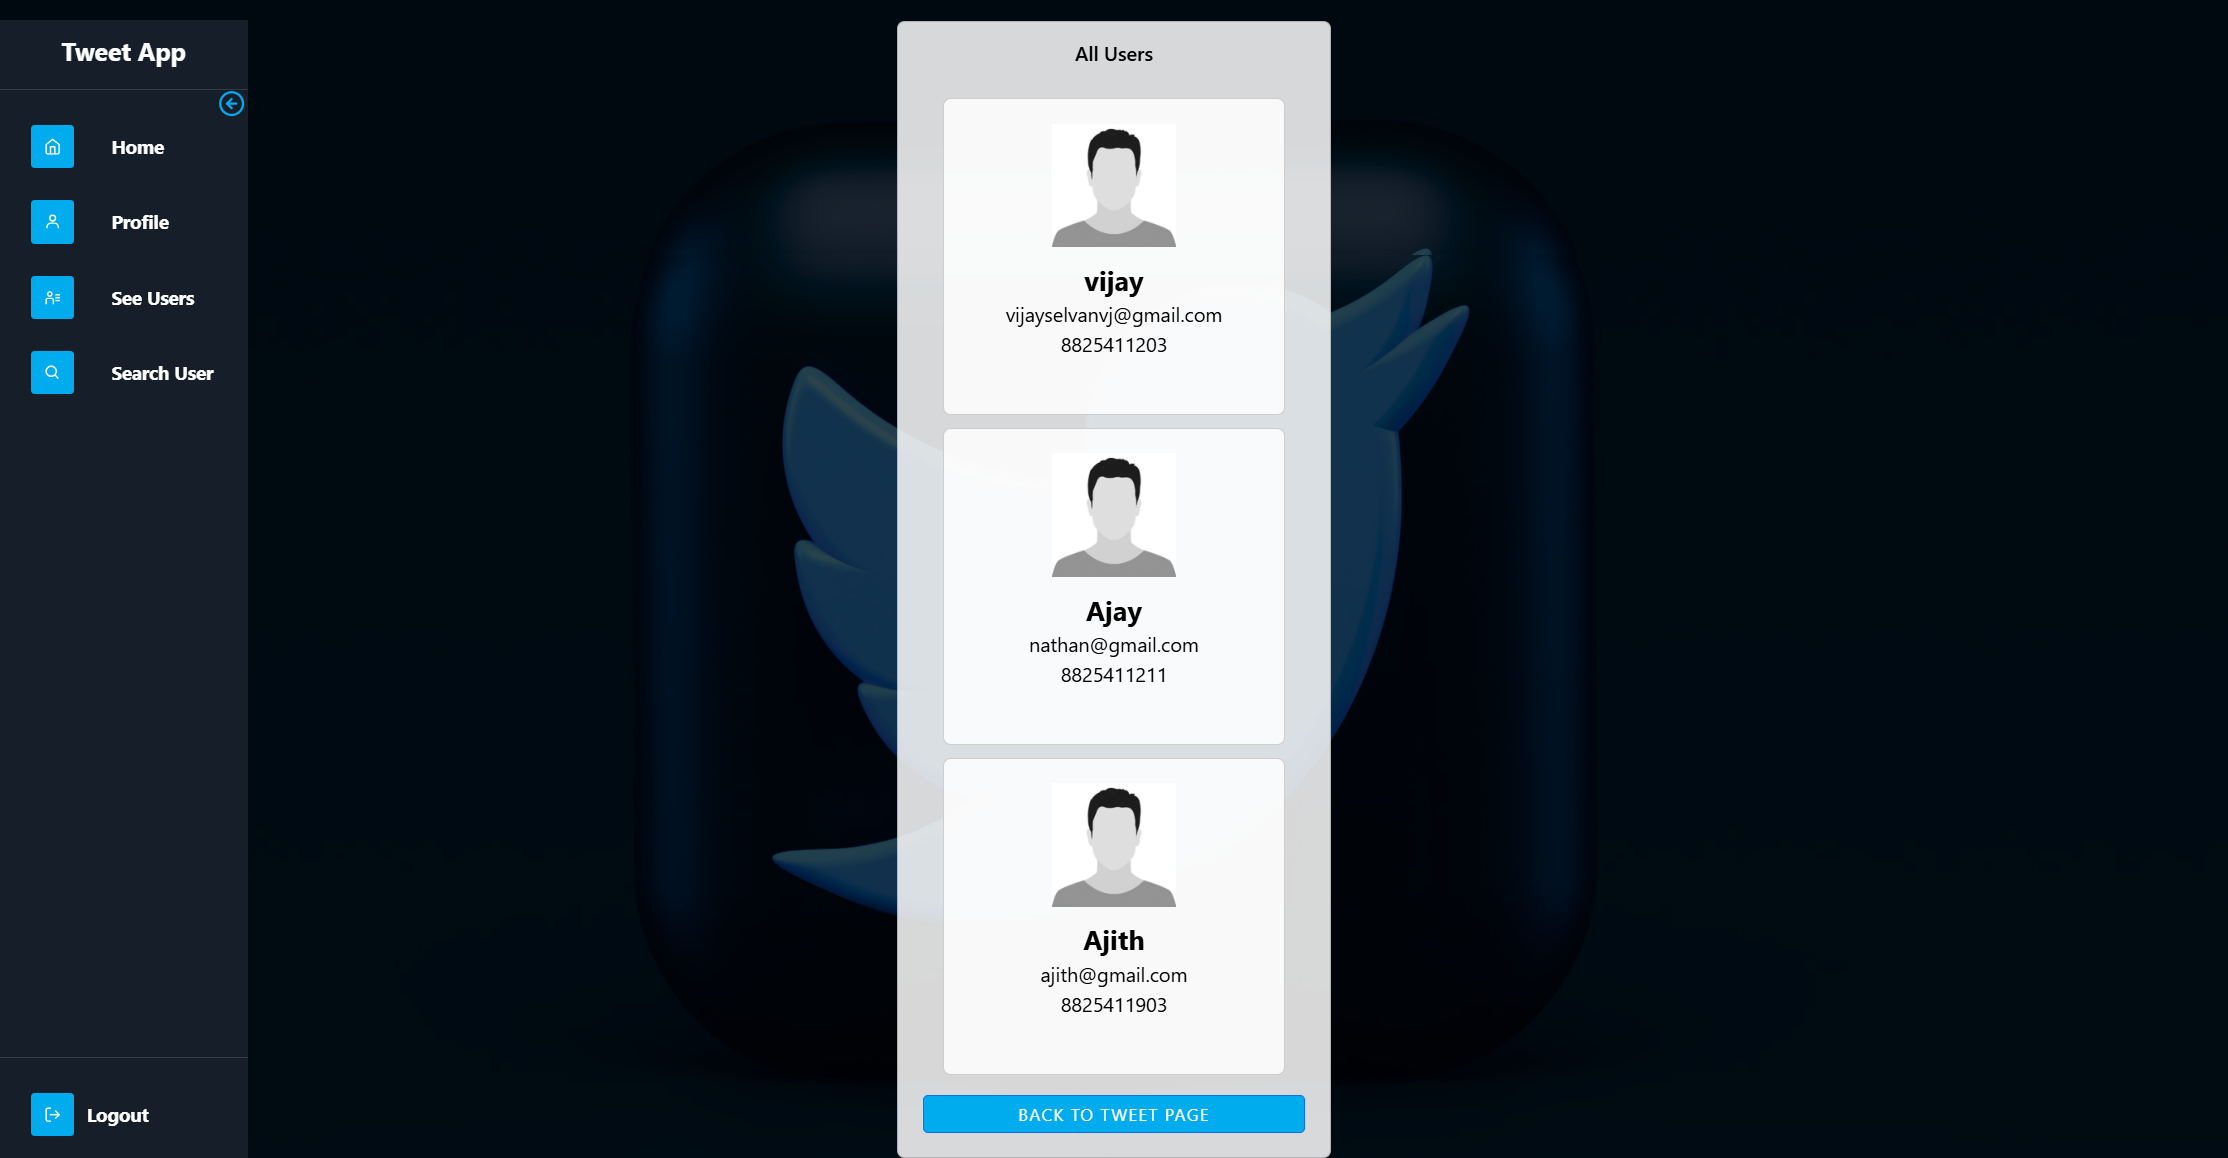 Tweet App
Home
Profile
See Users
Search User
Logout
All Users
vijay
vijayselvanvj@gmail.com
8825411203
Ajay
nathan@gmail.com
8825411211
Ajith
ajith@gmail.com
8825411903
BACK TO TWEET PAGE